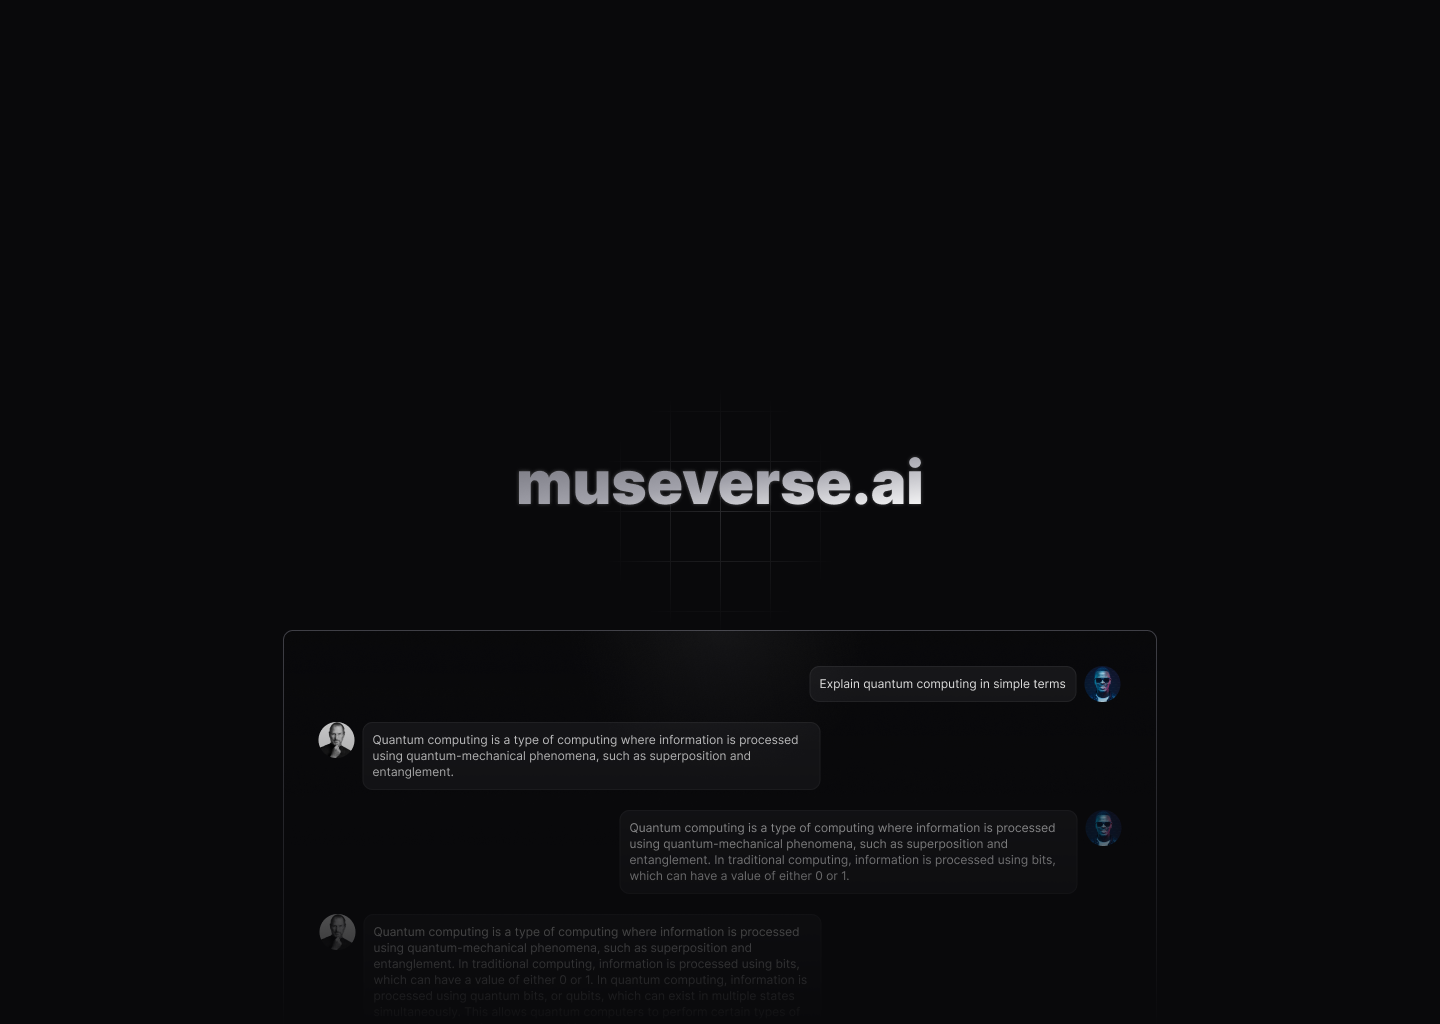 museverse.ai
Explain quantum computing in simple terms
Quantum computing is a type of computing where information is processed
using quantum-mechanical phenomena, such as superposition and
entanglement.
Quantum computing is a type of computing where information is processed
using quantum-mechanical phenomena, such as superposition and
entanglement. In traditional computing, information is processed using bits,
which can have a value of either 0 or 1.
Quantum computing is a type of computing where information is processed
using quantum-mechanical phenomena, such as superposition and
entanglement. In traditional computing, information is processed using bits,
which can have a value of either 0 or 1. In quantum computing, information is
processed using quantum bits, or qubits, which can exist in multiple states
simultaneously. This allows quantum computers to perform certain types of